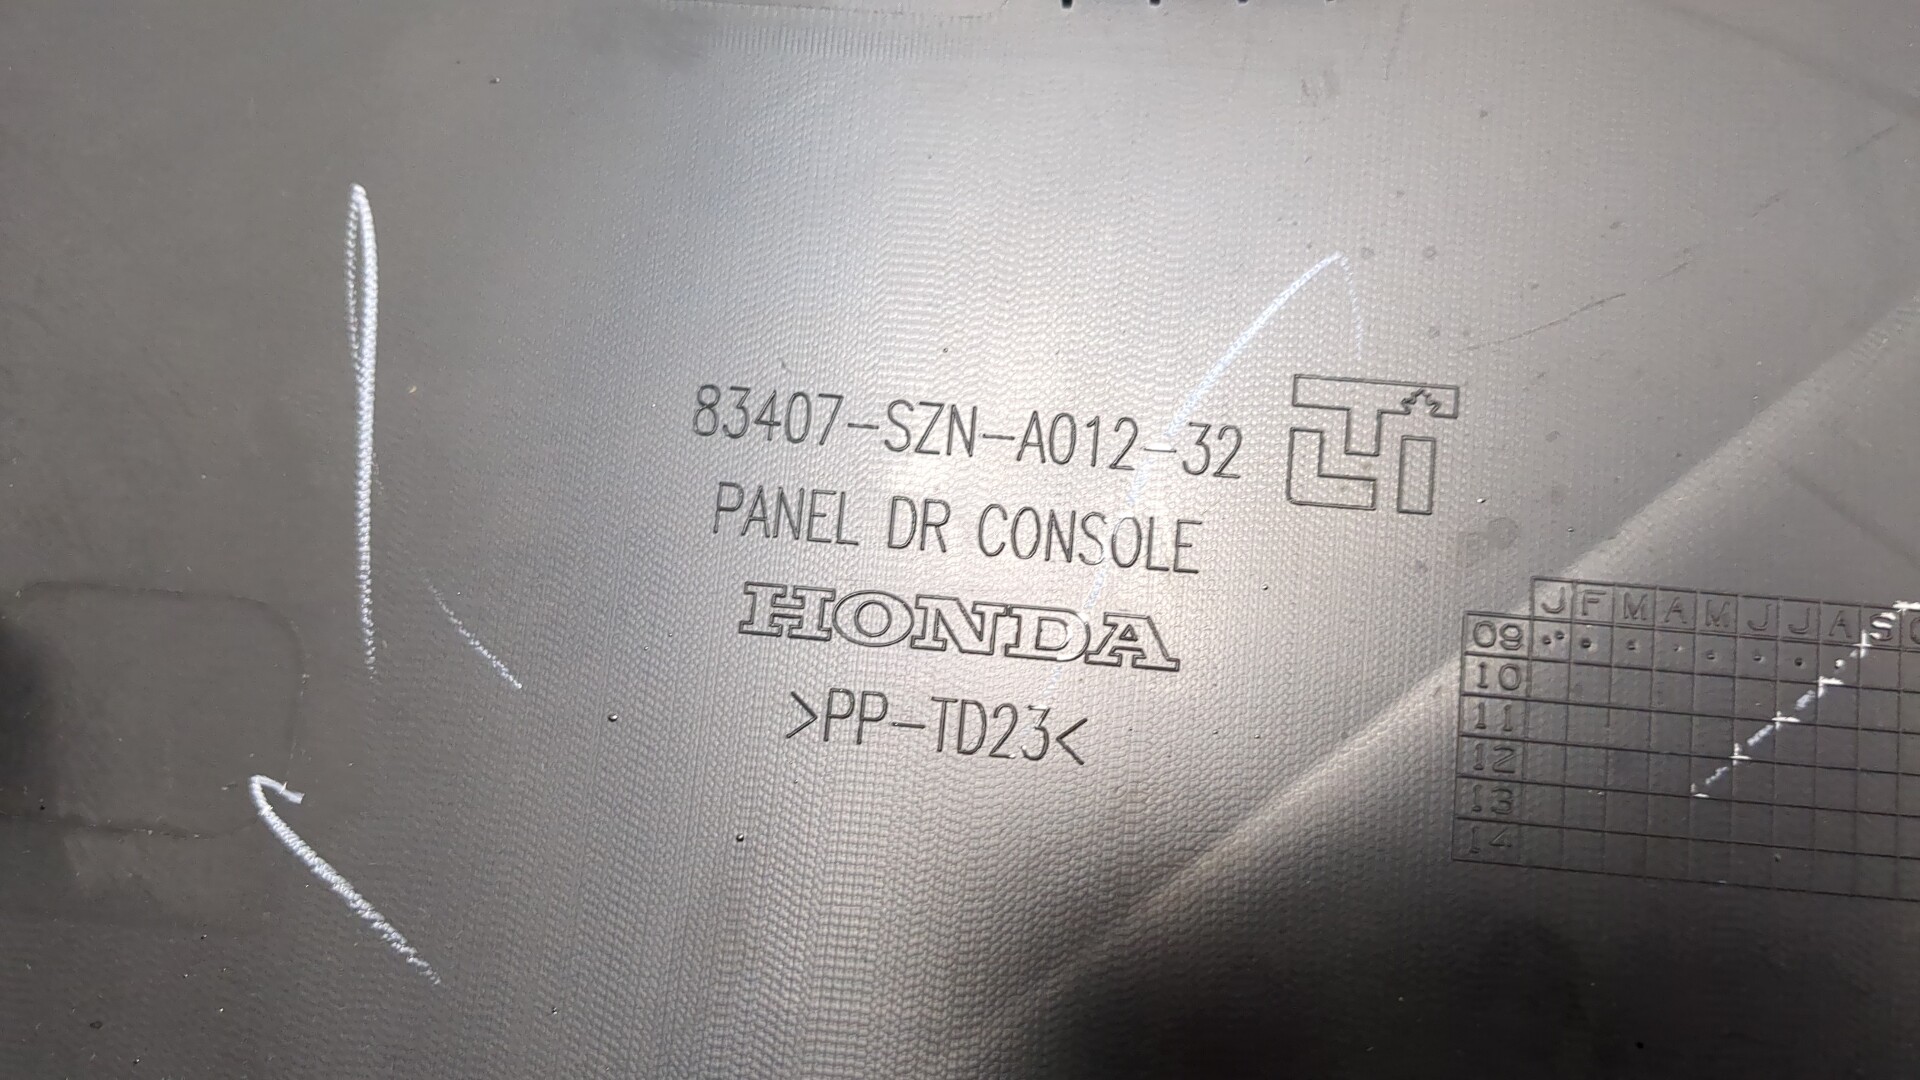 83407-SZN-A012-32
PANEL DR CONSOLE
HONDA
>PP-TD23<
J F M A M J J A S
09
10
11
12
13
14